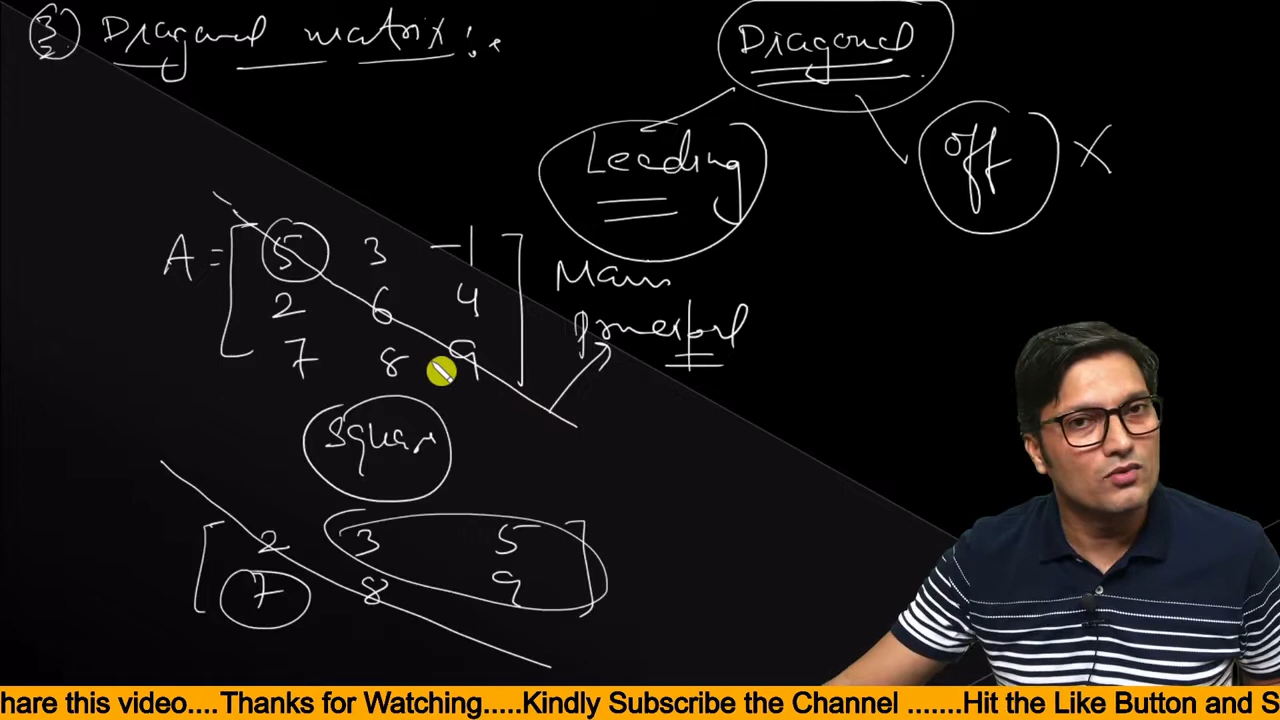 3
2
Diagonal matrix:.
Diagonal
Leading
off X
A = [ 5 3 -1
2 6 4
7 8 9 ]
Main
Principal
Square
[ 2 3 5
7 8 9 ]
hare this video....Thanks for Watching.....Kindly Subscribe the Channel .......Hit the Like Button and S